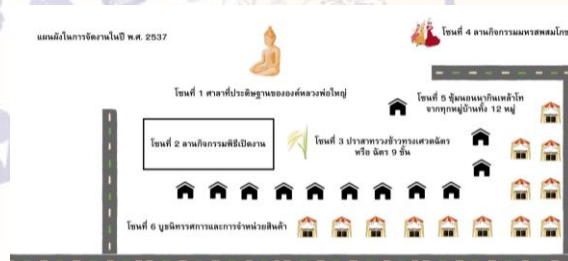 แผนผังในการจัดงานในปี พ.ศ. 2537
โซนที่ 4 ลานกิจกรรมมหรสพสมโภช
โซนที่ 1 ศาลาที่ประดิษฐานขององค์หลวงพ่อใหญ่
โซนที่ 5 ซุ้มนอนนากินเหล้าโท
จากทุกหมู่บ้านทั้ง 12 หมู่
โซนที่ 2 ลานกิจกรรมพิธีเปิดงาน
โซนที่ 3 ปราสาทรวงข้าวทรงเศวตฉัตร
หรือ ฉัตร 9 ชั้น
โซนที่ 6 บูธนิทรรศการและการจำหน่ายสินค้า